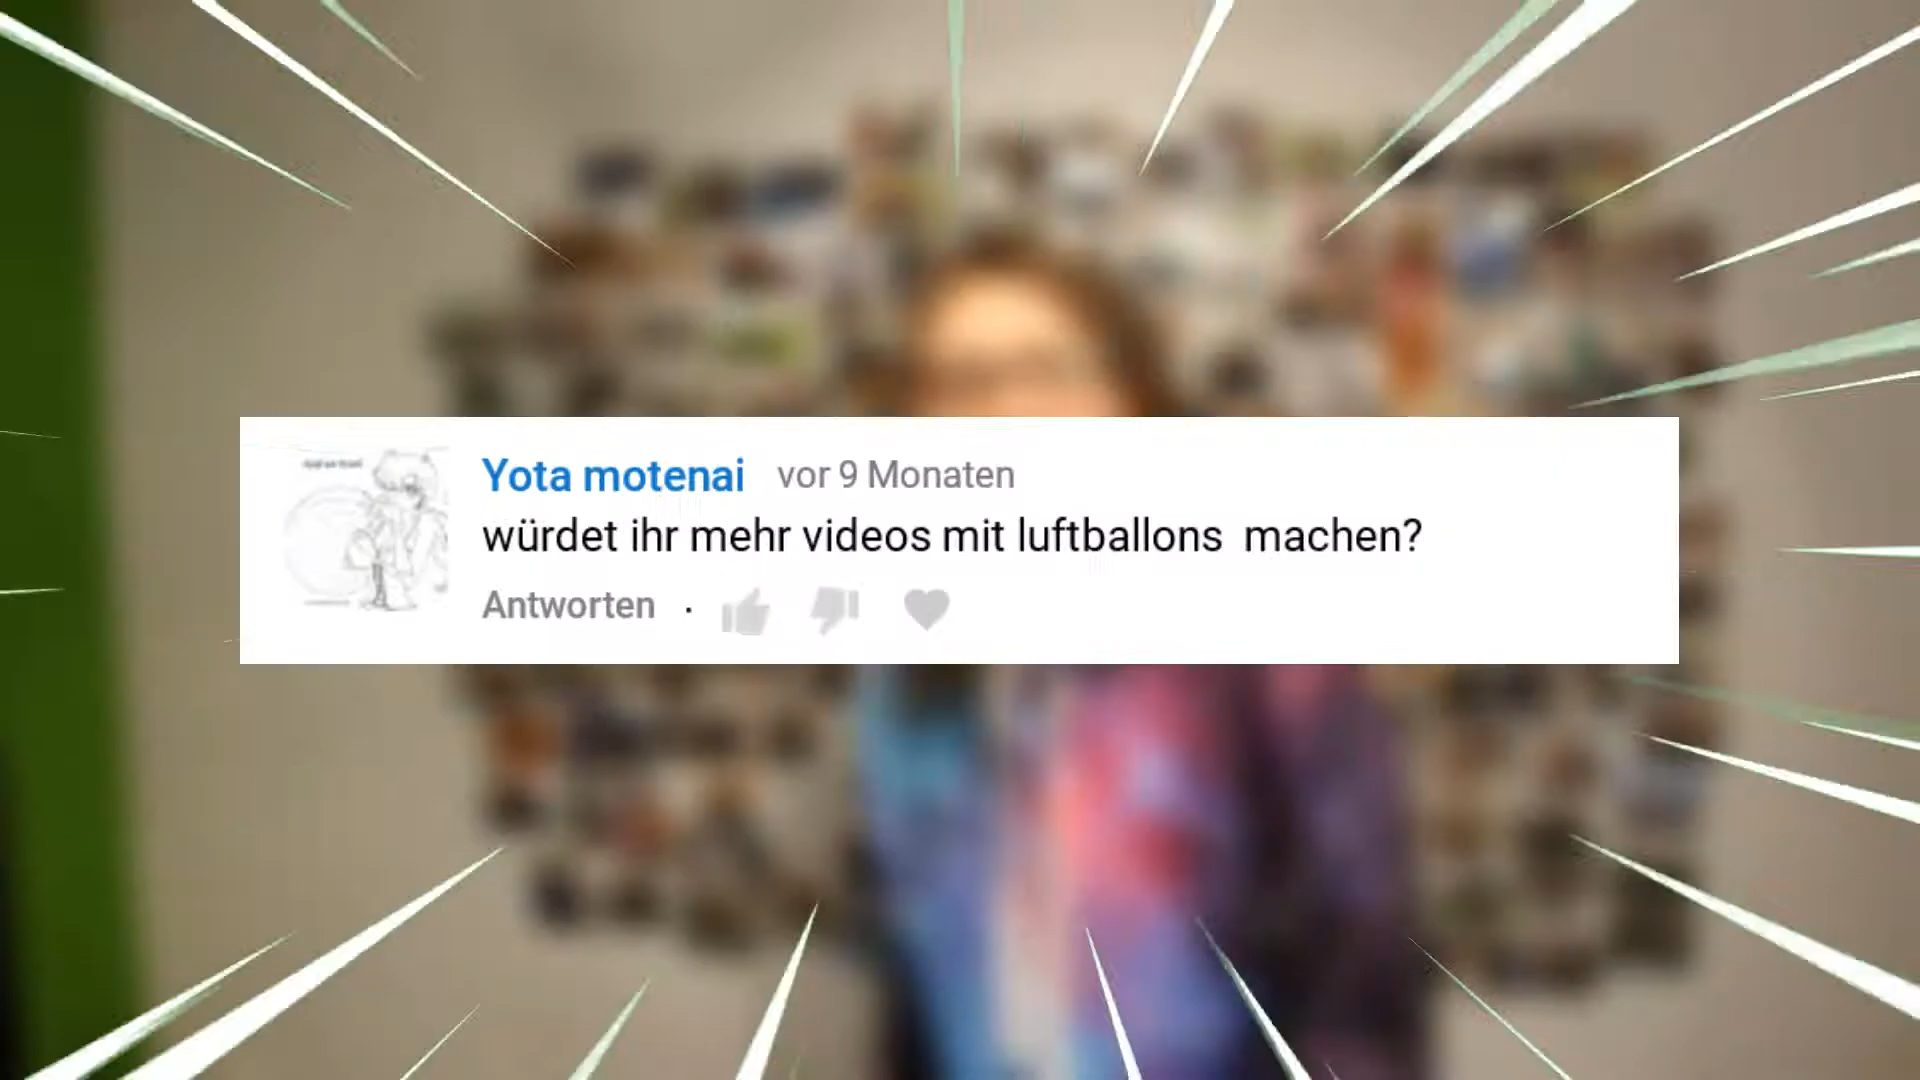 Yota motenai vor 9 Monaten
würdet ihr mehr videos mit luftballons machen?
Antworten ·